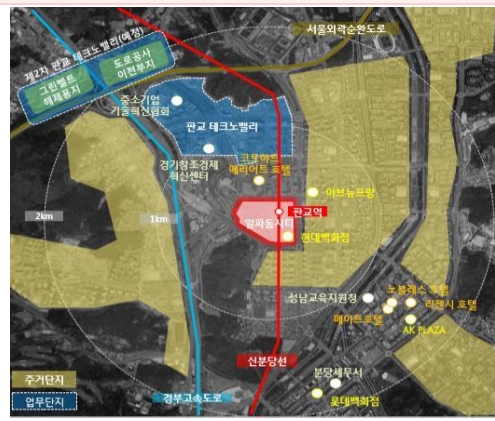 서울외곽순환도로
제2차 판교 테크노밸리(예정)
그린벨트
해제용지
도로공사
이전부지
중소기업
기술혁신협회
판교 테크노밸리
경기창조경제
혁신센터
코트야드
메리어트 호텔
아브뉴프랑
2km
1km
판교역
알파돔시티
현대백화점
성남교육지원청
노블레스 호텔
메이트호텔
리젠시 호텔
AK PLAZA
신분당선
분당세무서
롯데백화점
주거단지
업무단지
경부고속도로